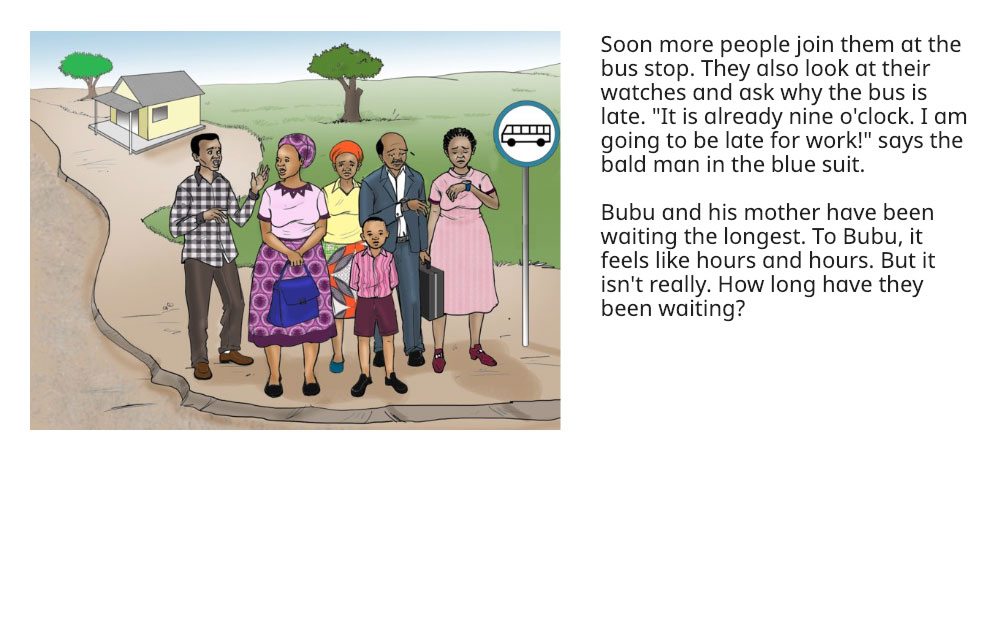 Soon more people join them at the
bus stop. They also look at their
watches and ask why the bus is
late. "It is already nine o'clock. I am
going to be late for work!" says the
bald man in the blue suit.
Bubu and his mother have been
waiting the longest. To Bubu, it
feels like hours and hours. But it
isn't really. How long have they
been waiting?